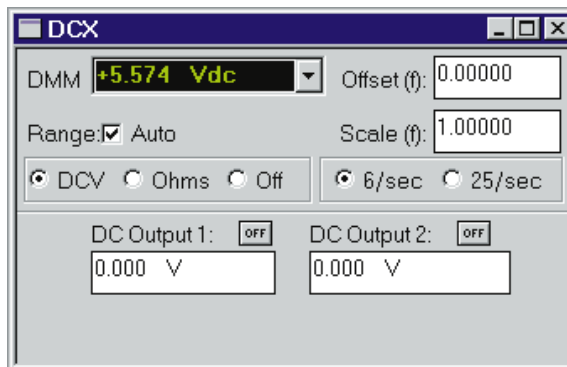 DCX
DMM +5.574 Vdc Offset (f): 0.00000
Range: Auto Scale (f): 1.00000
DCV Ohms Off 6/sec 25/sec
DC Output 1: OFF DC Output 2: OFF
0.000 V 0.000 V